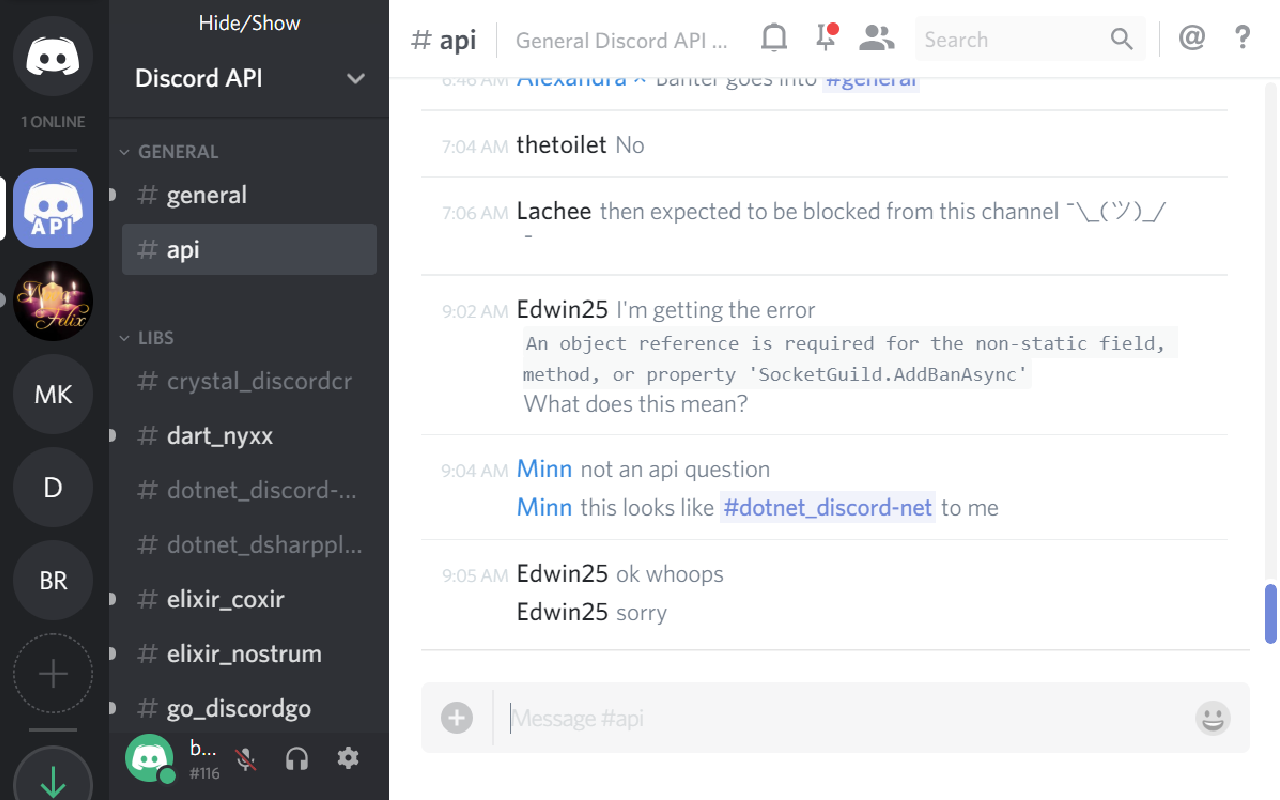 Hide/Show
1 ONLINE
API
MK
D
BR
Discord API
GENERAL
# general
# api
LIBS
# crystal_discordcr
# dart_nyxx
# dotnet_discord-...
# dotnet_dsharppl...
# elixir_coxir
# elixir_nostrum
# go_discordgo
b...
#116
# api
General Discord API ...
Search
@
?
6:46 AM Alexandra ^ Banter goes into #general
7:04 AM thetoilet No
7:06 AM Lachee then expected to be blocked from this channel ¯\_(ツ)_/
¯
9:02 AM Edwin25 I'm getting the error
An object reference is required for the non-static field,
method, or property 'SocketGuild.AddBanAsync'
What does this mean?
9:04 AM Minn not an api question
Minn this looks like #dotnet_discord-net to me
9:05 AM Edwin25 ok whoops
Edwin25 sorry
Message #api